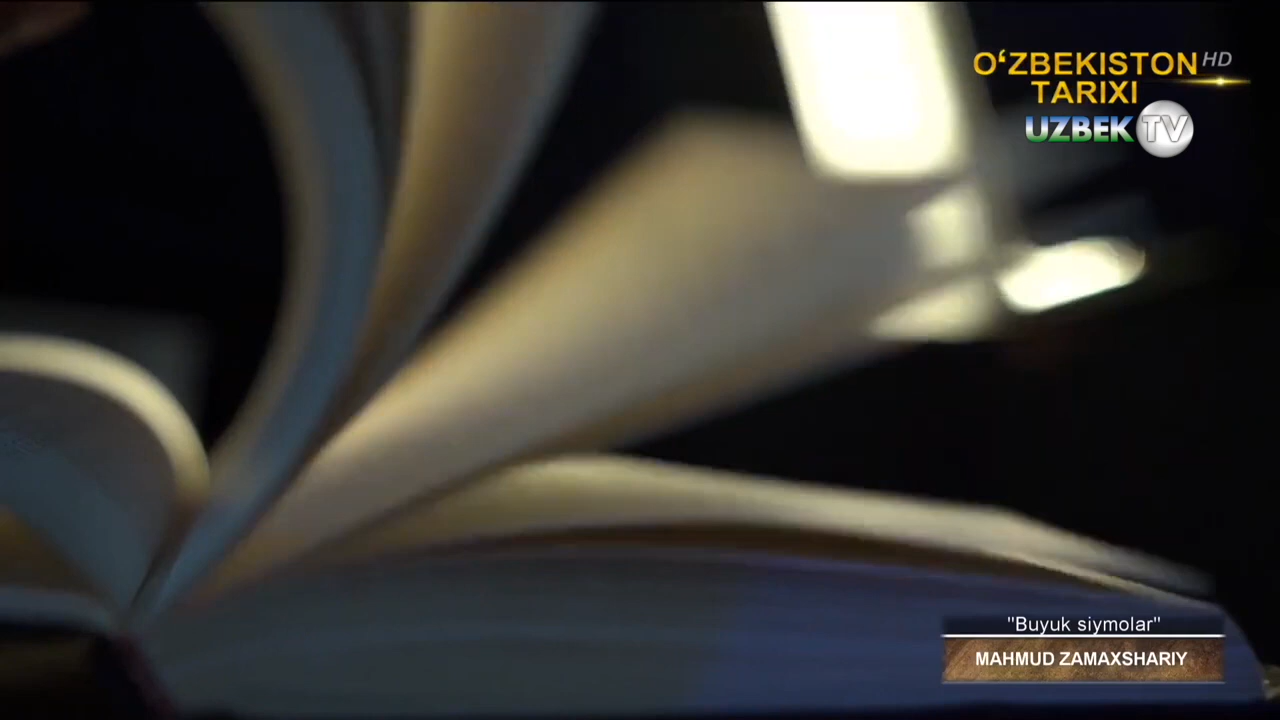 O‘ZBEKISTON HD
TARIXI
UZBEK TV
"Buyuk siymolar"
MAHMUD ZAMAXSHARIY